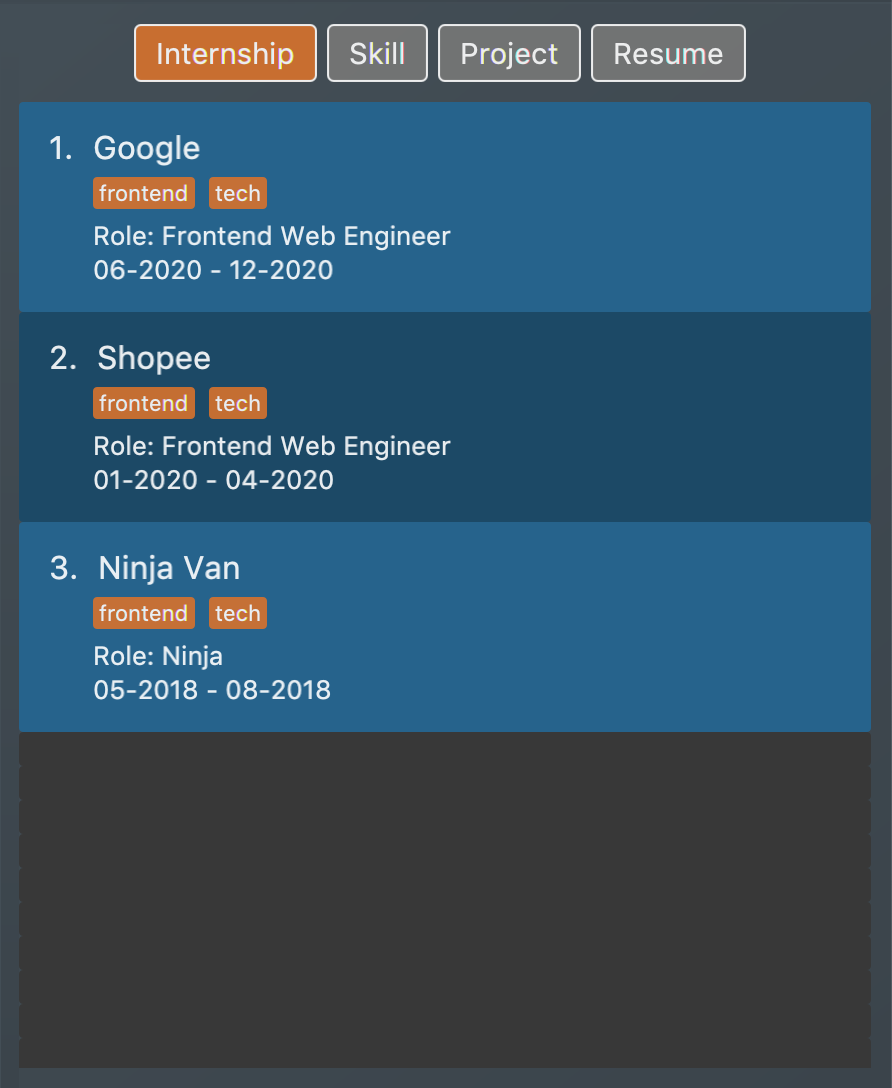 Internship Skill Project Resume
1. Google
frontend tech
Role: Frontend Web Engineer
06-2020 - 12-2020
2. Shopee
frontend tech
Role: Frontend Web Engineer
01-2020 - 04-2020
3. Ninja Van
frontend tech
Role: Ninja
05-2018 - 08-2018